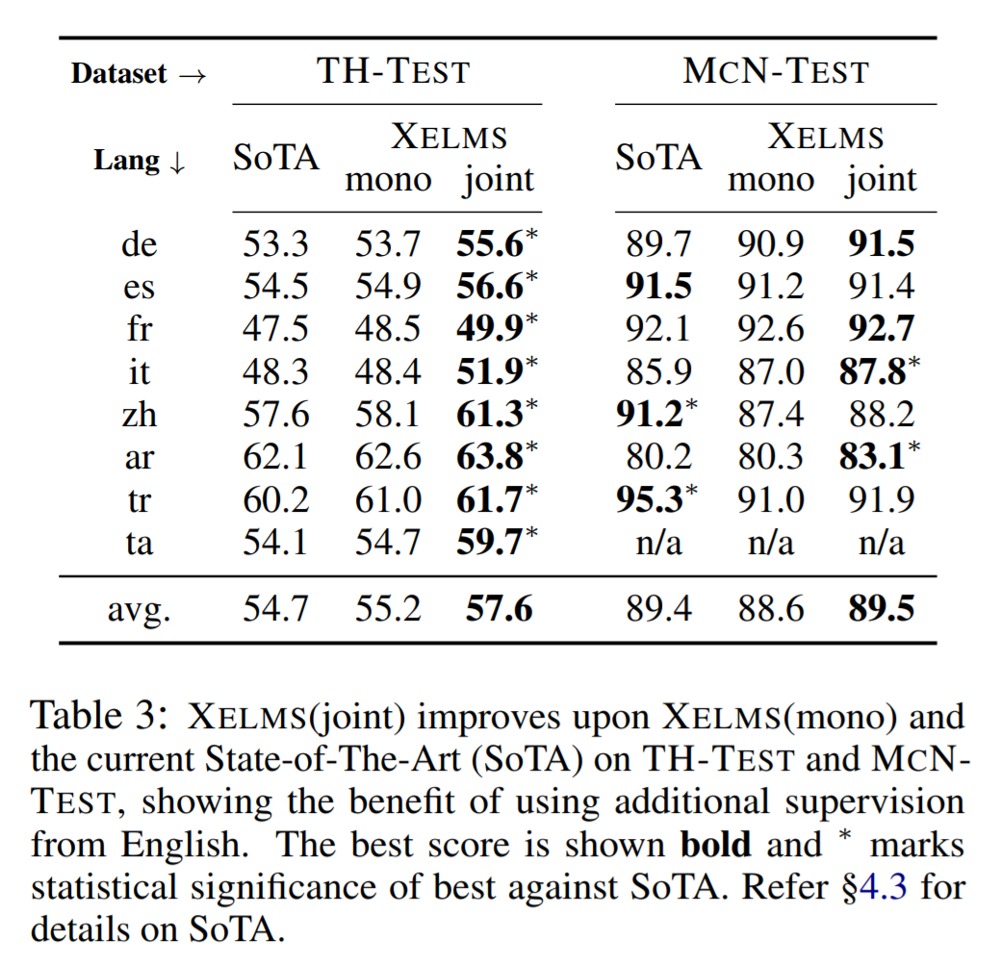 Dataset → TH-TEST MCN-TEST
Lang ↓ SoTA XELMS SoTA XELMS
mono joint mono joint
de 53.3 53.7 55.6* 89.7 90.9 91.5
es 54.5 54.9 56.6* 91.5 91.2 91.4
fr 47.5 48.5 49.9* 92.1 92.6 92.7
it 48.3 48.4 51.9* 85.9 87.0 87.8*
zh 57.6 58.1 61.3* 91.2* 87.4 88.2
ar 62.1 62.6 63.8* 80.2 80.3 83.1*
tr 60.2 61.0 61.7* 95.3* 91.0 91.9
ta 54.1 54.7 59.7* n/a n/a n/a
avg. 54.7 55.2 57.6 89.4 88.6 89.5
Table 3: XELMS(joint) improves upon XELMS(mono) and
the current State-of-The-Art (SoTA) on TH-TEST and MCN-
TEST, showing the benefit of using additional supervision
from English. The best score is shown bold and * marks
statistical significance of best against SoTA. Refer §4.3 for
details on SoTA.